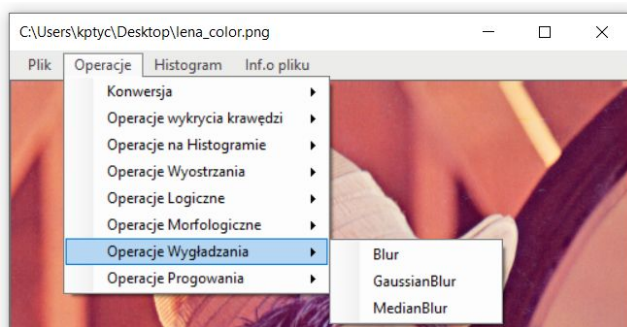 C:\Users\kptyc\Desktop\lena_color.png
Plik Operacje Histogram Inf.o pliku
Konwersja
Operacje wykrycia krawędzi
Operacje na Histogramie
Operacje Wyostrzania
Operacje Logiczne
Operacje Morfologiczne
Operacje Wygładzania
Operacje Progowania
Blur
GaussianBlur
MedianBlur